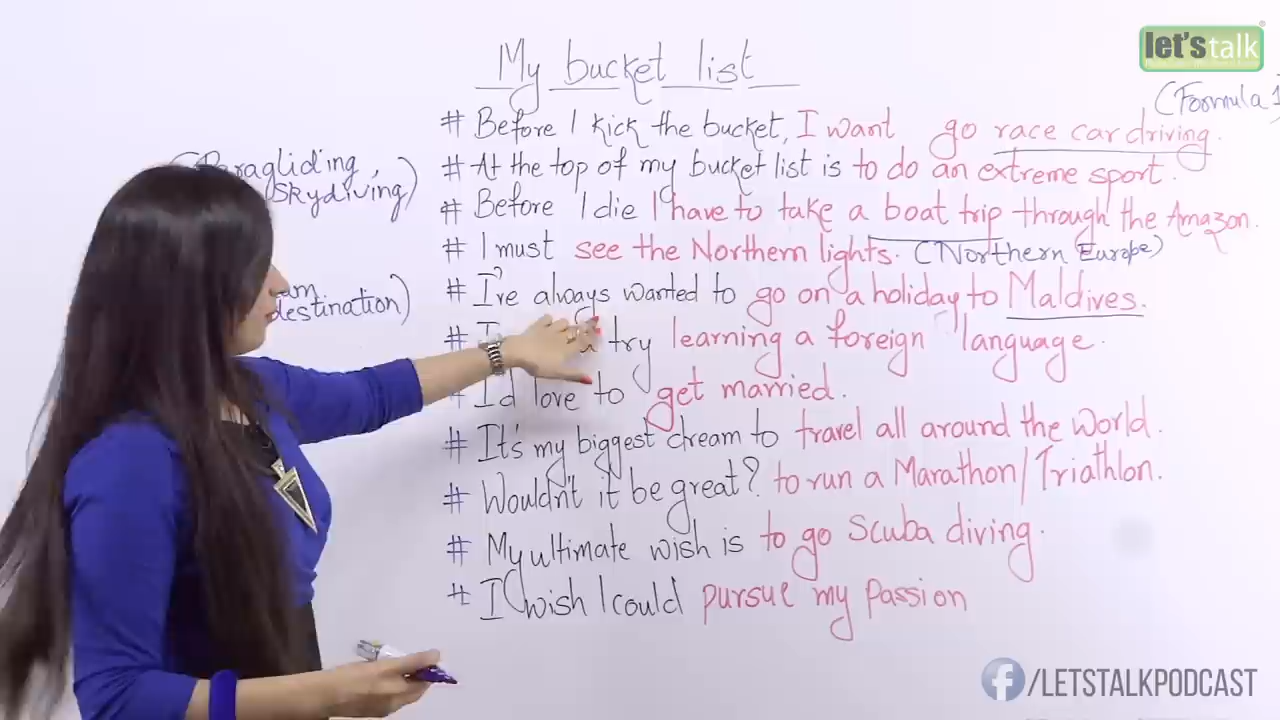 let's talk
My bucket list
(Formula 1
# Before I kick the bucket, I want go race car driving.
(Paragliding,
Skydiving)
# At the top of my bucket list is to do an extreme sport.
# Before I die I have to take a boat trip through the Amazon.
# I must see the Northern lights. (Northern Europe)
destination)
# I've always wanted to go on a holiday to Maldives.
# try learning a foreign language.
# I'd love to get married.
# It's my biggest dream to travel all around the World.
# Wouldn't it be great? to run a Marathon/Triathlon.
# My ultimate wish is to go Scuba diving.
# I wish I could pursue my Passion
/LETSTALKPODCAST